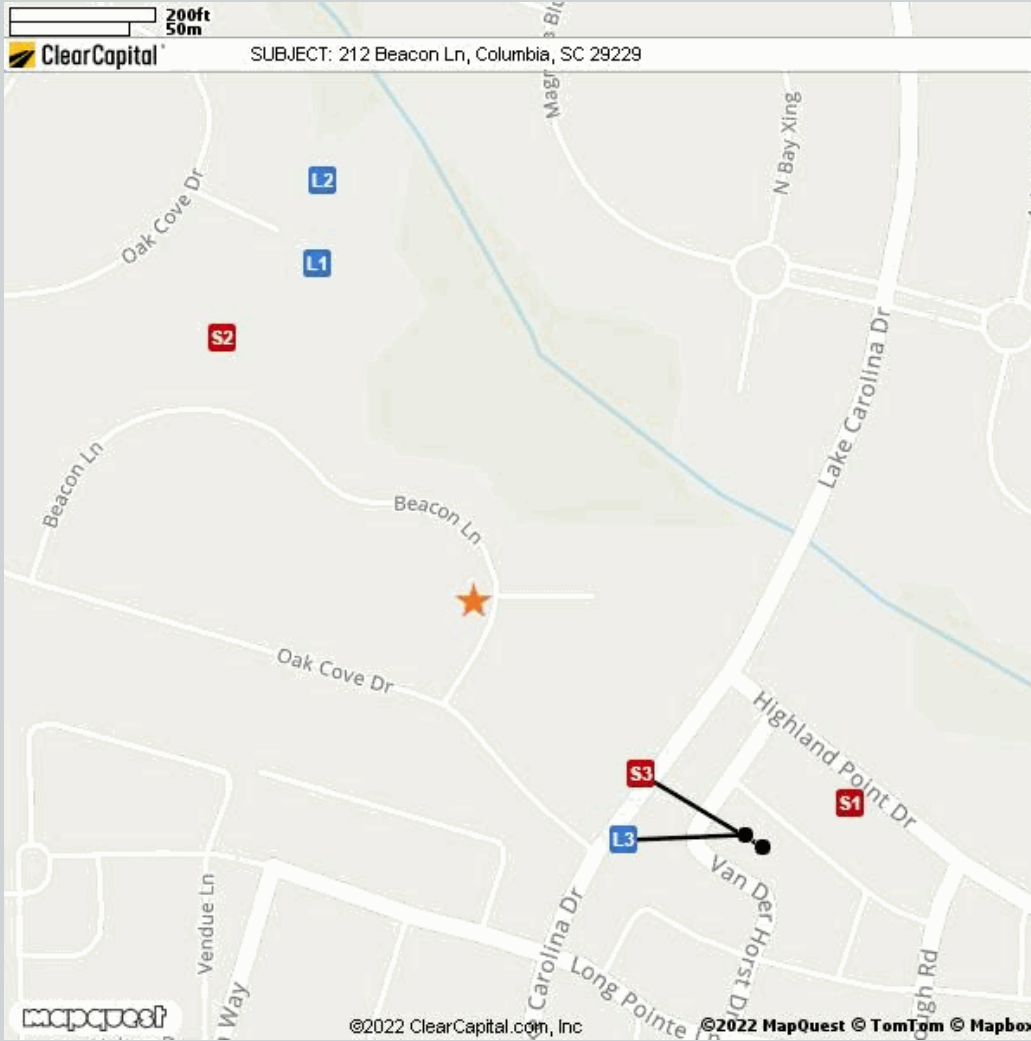 200ft
50m
ClearCapital
SUBJECT: 212 Beacon Ln, Columbia, SC 29229
N Bay Xing
L2
Oak Cove Dr
L1
S2
Lake Carolina Dr
Beacon Ln
Beacon Ln
Oak Cove Dr
Highland Point Dr
S3
S1
L3
Van Der Horst
Vendue Ln
Carolina Dr
Long Pointe
Rd
Way
mapquest
©2022 ClearCapital.com, Inc
©2022 MapQuest © TomTom © Mapbox